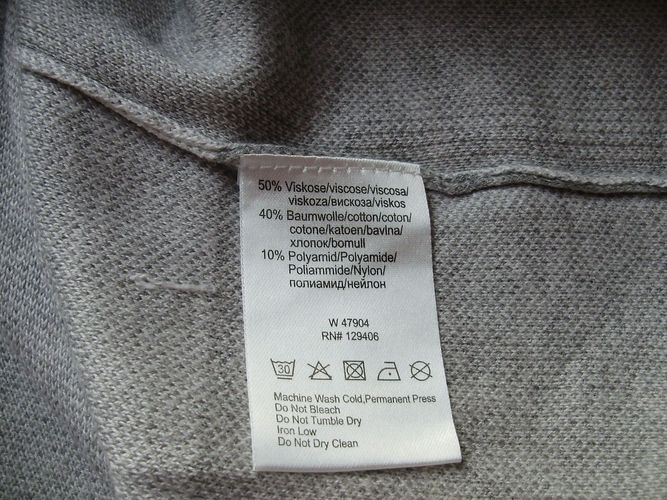 50% Viskose/viscose/viscosa/
viskoza/вискоза/viskos
40% Baumwolle/cotton/coton/
cotone/katoen/bavlna/
хлопок/bomull
10% Polyamid/Polyamide/
Poliammide/Nylon/
полиамид/нейлон
W 47904
RN# 129406
30
Machine Wash Cold,Permanent Press
Do Not Bleach
Do Not Tumble Dry
Iron Low
Do Not Dry Clean